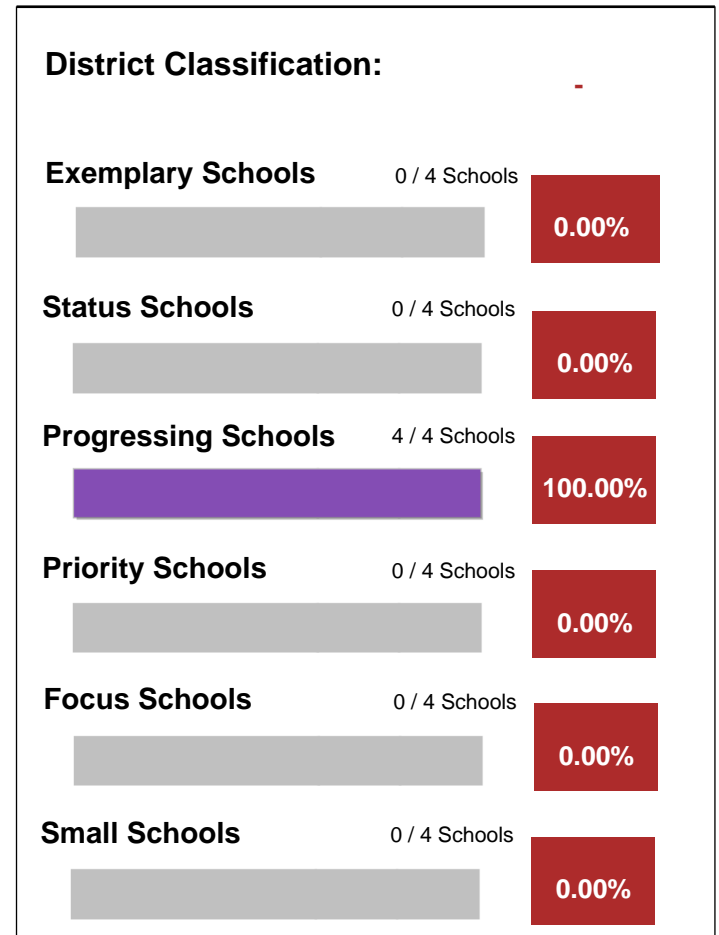 District Classification: -
Exemplary Schools 0 / 4 Schools
0.00%
Status Schools 0 / 4 Schools
0.00%
Progressing Schools 4 / 4 Schools
100.00%
Priority Schools 0 / 4 Schools
0.00%
Focus Schools 0 / 4 Schools
0.00%
Small Schools 0 / 4 Schools
0.00%